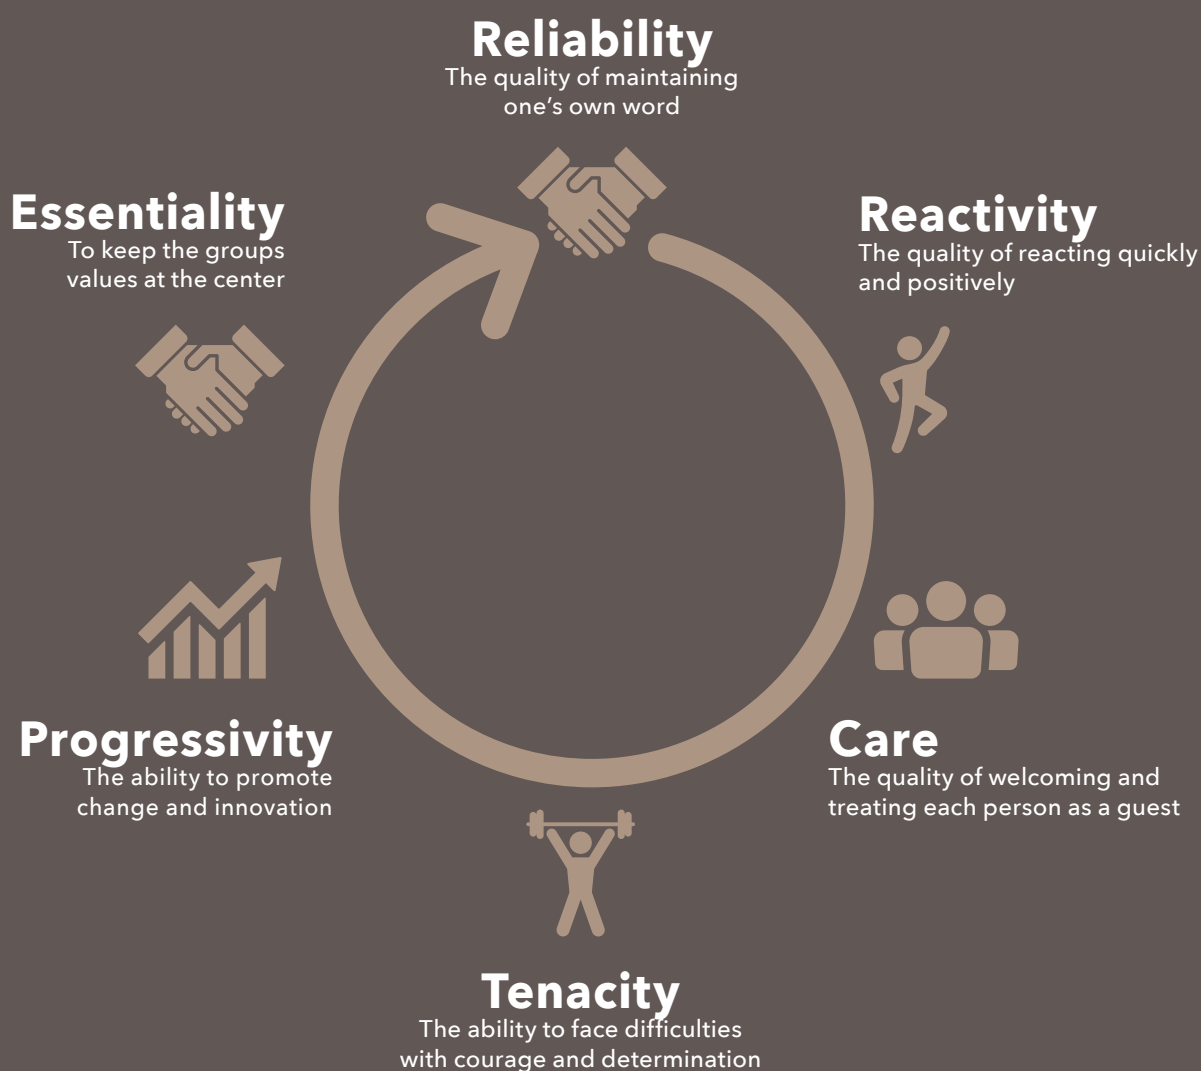 Reliability
The quality of maintaining
one’s own word
Essentiality
To keep the groups
values at the center
Reactivity
The quality of reacting quickly
and positively
Progressivity
The ability to promote
change and innovation
Care
The quality of welcoming and
treating each person as a guest
Tenacity
The ability to face difficulties
with courage and determination